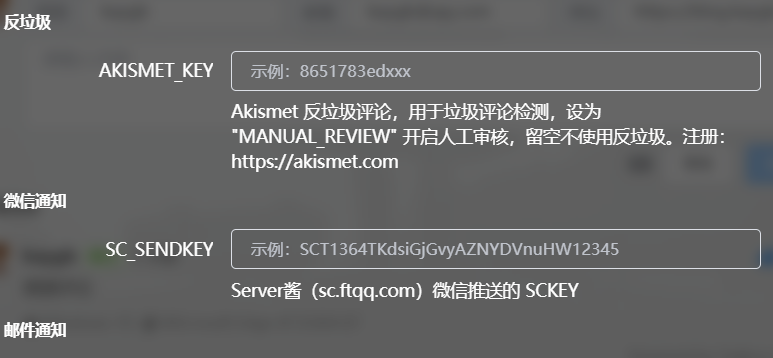 反垃圾
AKISMET_KEY
示例：8651783edxxx
Akismet 反垃圾评论，用于垃圾评论检测，设为
"MANUAL_REVIEW" 开启人工审核，留空不使用反垃圾。注册：
https://akismet.com
微信通知
SC_SENDKEY
示例：SCT1364TKdsiGjGvyAZNYDVnuHW12345
Server酱（sc.ftqq.com）微信推送的 SCKEY
邮件通知